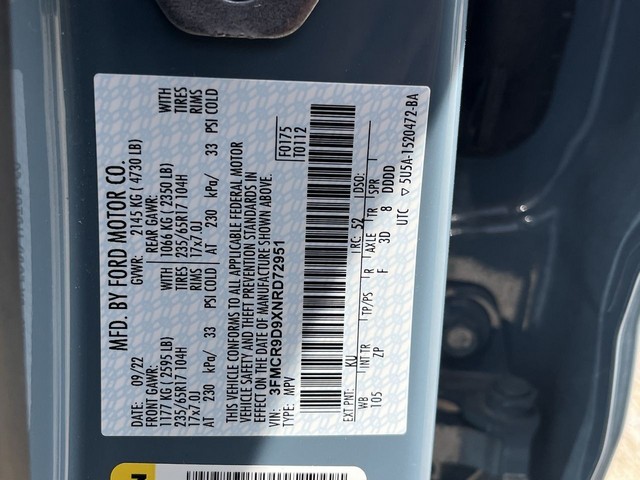 MFD. BY FORD MOTOR CO.
DATE: 09/22 GVWR: 2145 KG (4730 LB)
FRONT GAWR: REAR GAWR: WITH
1177 KG (2595 LB) 1066 KG (2350 LB) TIRES
235/65R17 104H 235/65R17 104H RIMS
17x7.0J 17x7.0J
AT 230 kPa/ 33 PSI COLD AT 230 kPa/ 33 PSI COLD
THIS VEHICLE CONFORMS TO ALL APPLICABLE FEDERAL MOTOR
VEHICLE SAFETY AND THEFT PREVENTION STANDARDS IN
EFFECT ON THE DATE OF MANUFACTURE SHOWN ABOVE.
VIN: 3FMCR9D9XNRD72951 F0175
TYPE: MPV T0112
EXT PNT: KU RC: 52 DSO:
WB INT TR TP/PS R AXLE TR SPR
105 ZP F 3D 8 DDDD
UTC ▽ 5U5A-1520472-BA